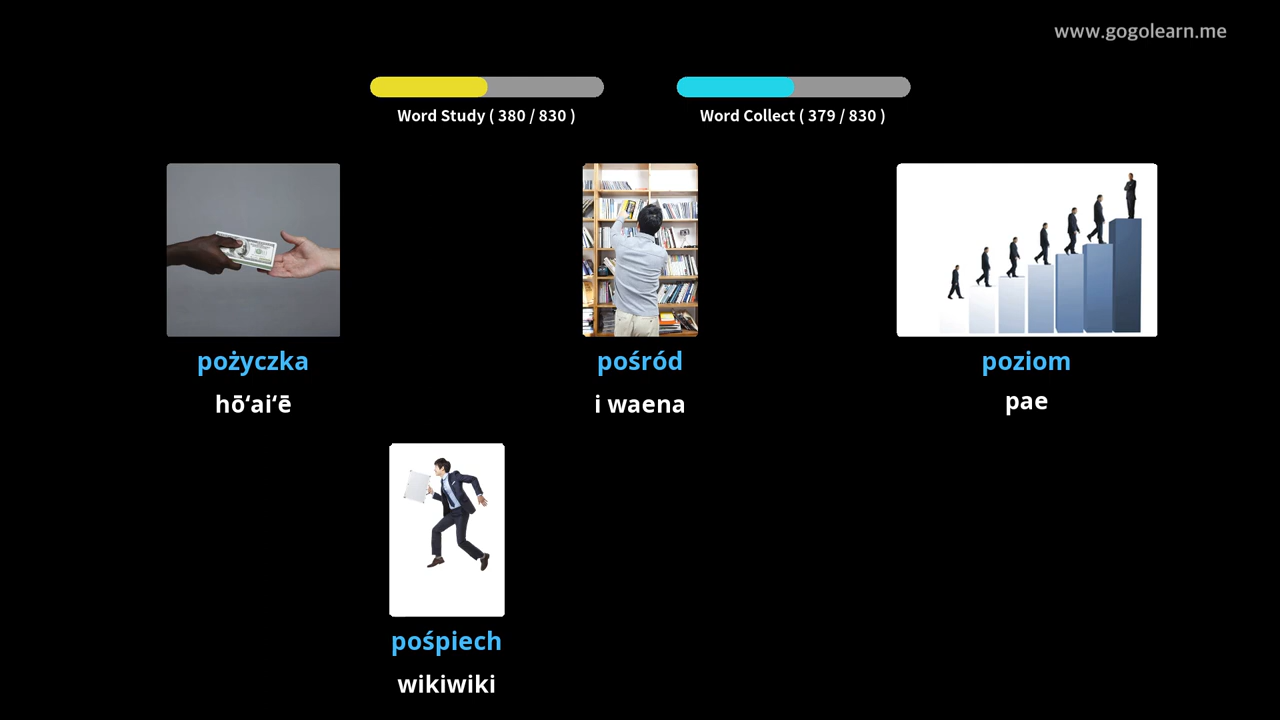 www.gogolearn.me
Word Study ( 380 / 830 )
Word Collect ( 379 / 830 )
pożyczka
hōʻaiʻē
pośród
i waena
poziom
pae
pośpiech
wikiwiki